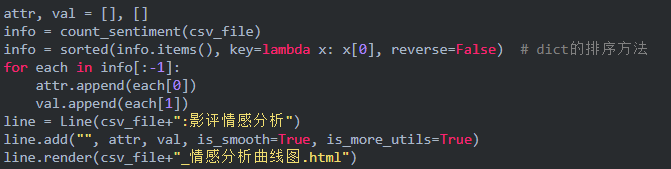 attr, val = [], []
info = count_sentiment(csv_file)
info = sorted(info.items(), key=lambda x: x[0], reverse=False)  # dict的排序方法
for each in info[:-1]:
    attr.append(each[0])
    val.append(each[1])
line = Line(csv_file+":影评情感分析")
line.add("", attr, val, is_smooth=True, is_more_utils=True)
line.render(csv_file+"_情感分析曲线图.html")